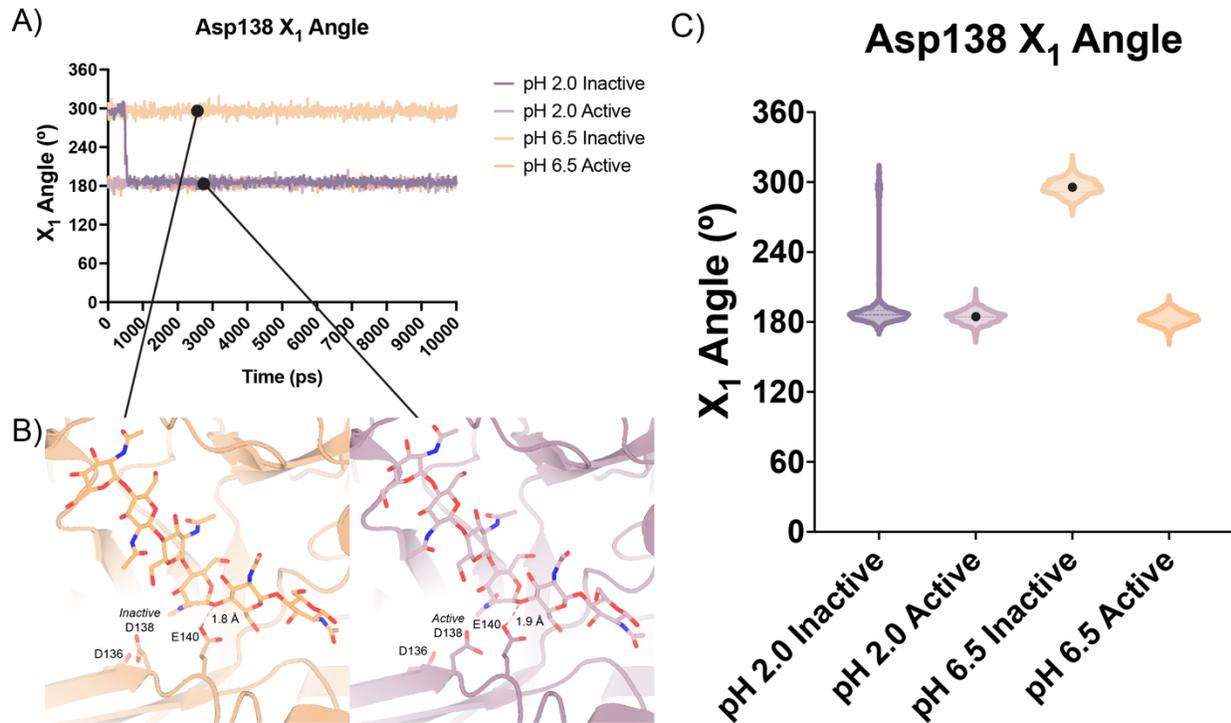 A)
Asp138 X₁ Angle
X₁ Angle (º)
360
300
240
180
120
60
0
0
1000
2000
3000
4000
5000
6000
7000
8000
9000
10000
Time (ps)
pH 2.0 Inactive
pH 2.0 Active
pH 6.5 Inactive
pH 6.5 Active
B)
Inactive
D138
D136
E140
1.8 Å
Active
D138
D136
E140
1.9 Å
C)
Asp138 X₁ Angle
X₁ Angle (º)
360
300
240
180
120
60
0
pH 2.0 Inactive
pH 2.0 Active
pH 6.5 Inactive
pH 6.5 Active